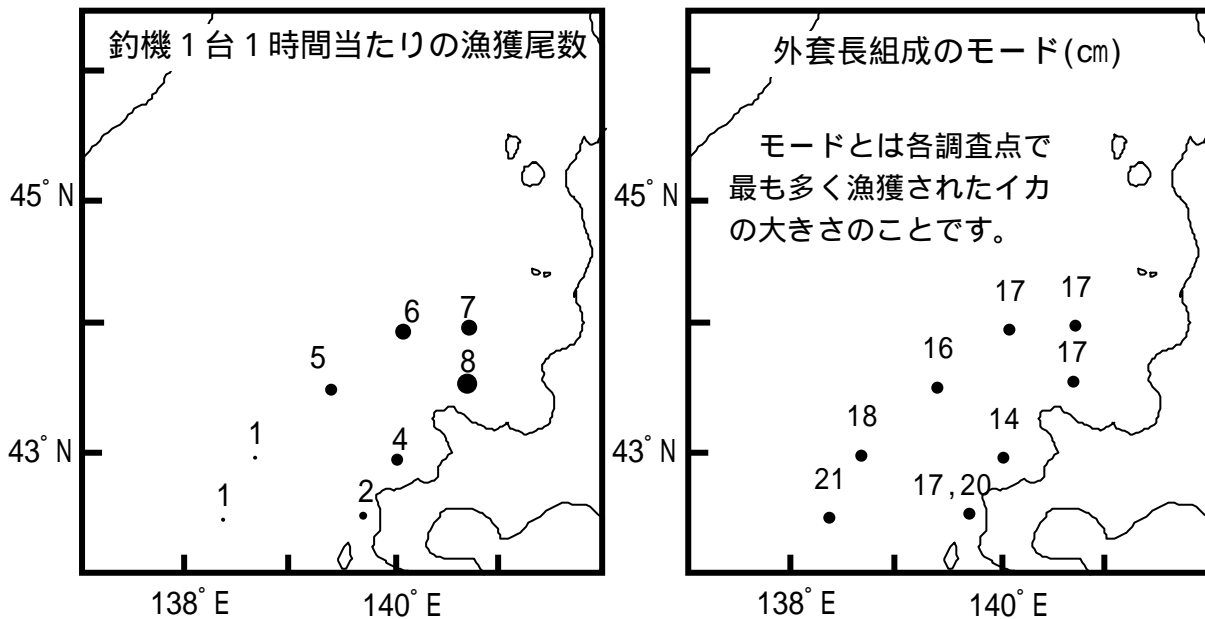 釣機１台１時間当たりの漁獲尾数
45°N
6
7
5
8
1
4
43°N
1
2
138°E
140°E
外套長組成のモード(㎝)
モードとは各調査点で
最も多く漁獲されたイカ
の大きさのことです。
45°N
17
17
16
17
18
14
43°N
21
17,20
138°E
140°E